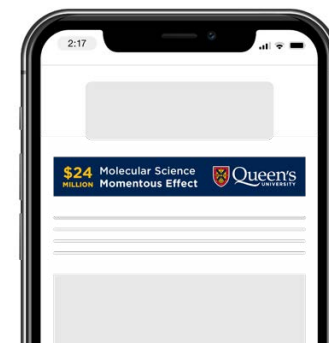 2:17
$24 Molecular Science
MILLION Momentous Effect
Queen's
UNIVERSITY